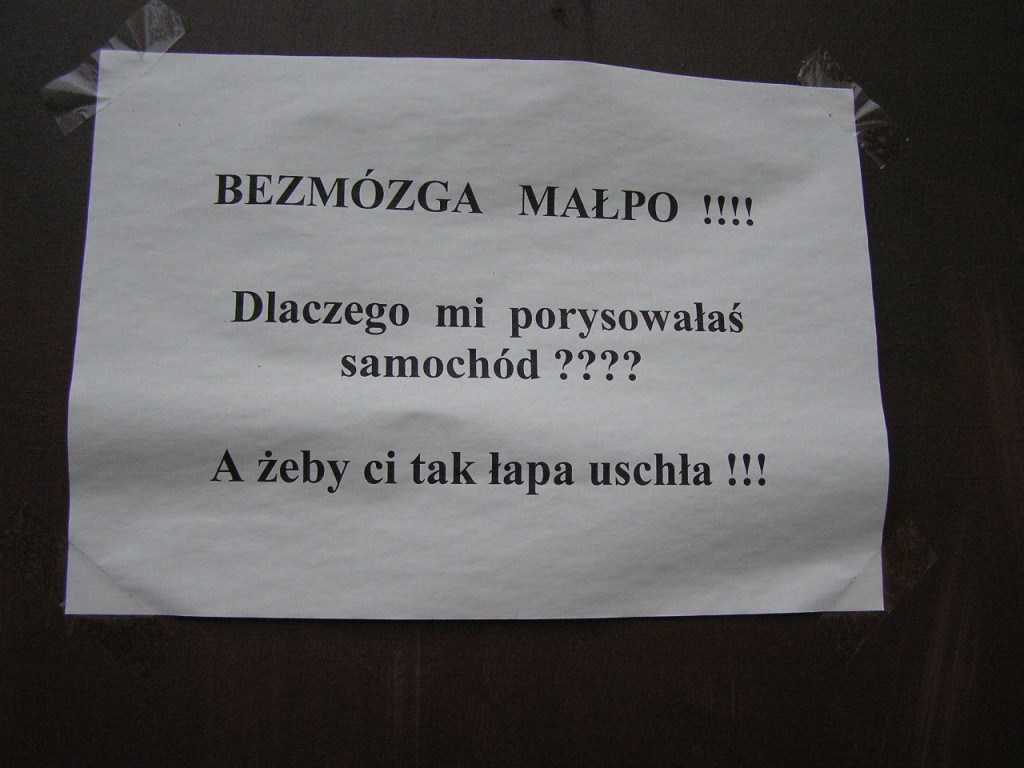 BEZMÓZGA MAŁPO !!!!
Dlaczego mi porysowałaś
samochód ????
A żeby ci tak łapa uschła !!!